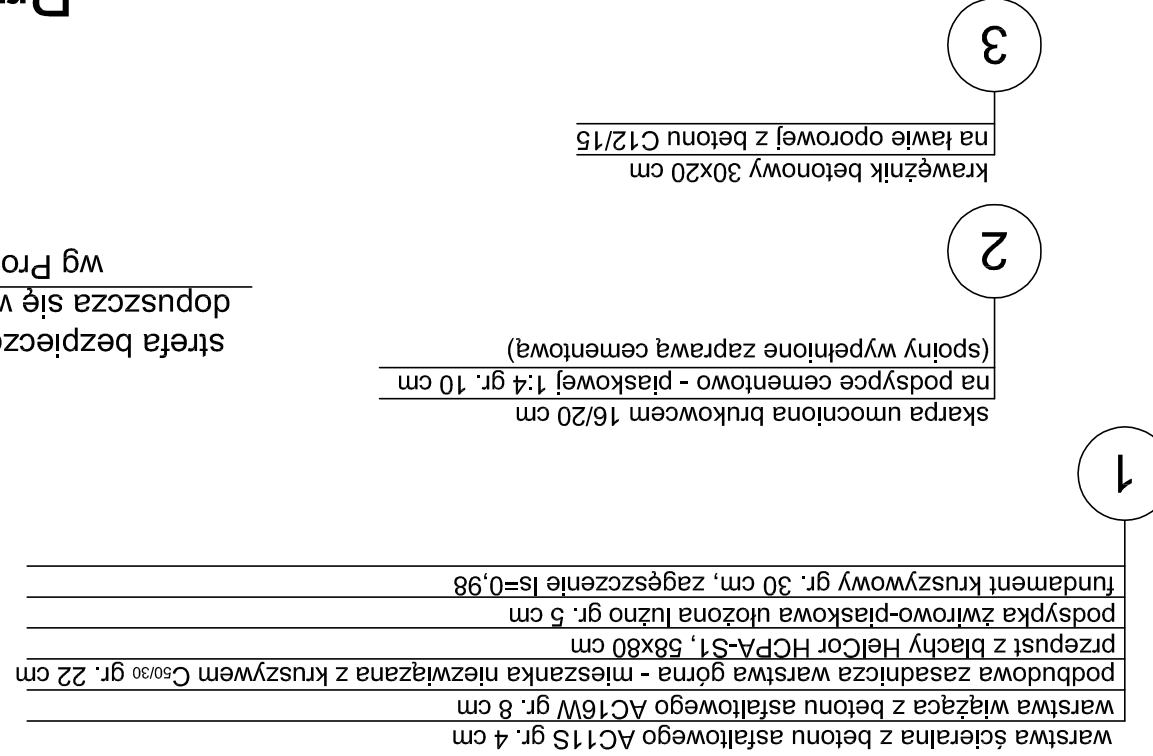 warstwa ścieralna z betonu asfaltowego AC11S gr. 4 cm
warstwa wiążąca z betonu asfaltowego AC16W gr. 8 cm
podbudowa zasadnicza warstwa górna - mieszanka niezwiązana z kruszywem C50/30 gr. 22 cm
przepust z blachy HelCor HCPA-S1, 58x80 cm
podsypka żwirowo-piaskowa ułożona luźno gr. 5 cm
fundament kruszywowy gr. 30 cm, zagęszczenie Is=0,98
1
skarpa umocniona brukowcem 16/20 cm
na podsypce cementowo - piaskowej 1:4 gr. 10 cm
(spoiny wypełnione zaprawą cementową)
2
strefa bezpiecze
dopuszcza się w
wg Pro
krawężnik betonowy 30x20 cm
na ławie oporowej z betonu C12/15
3